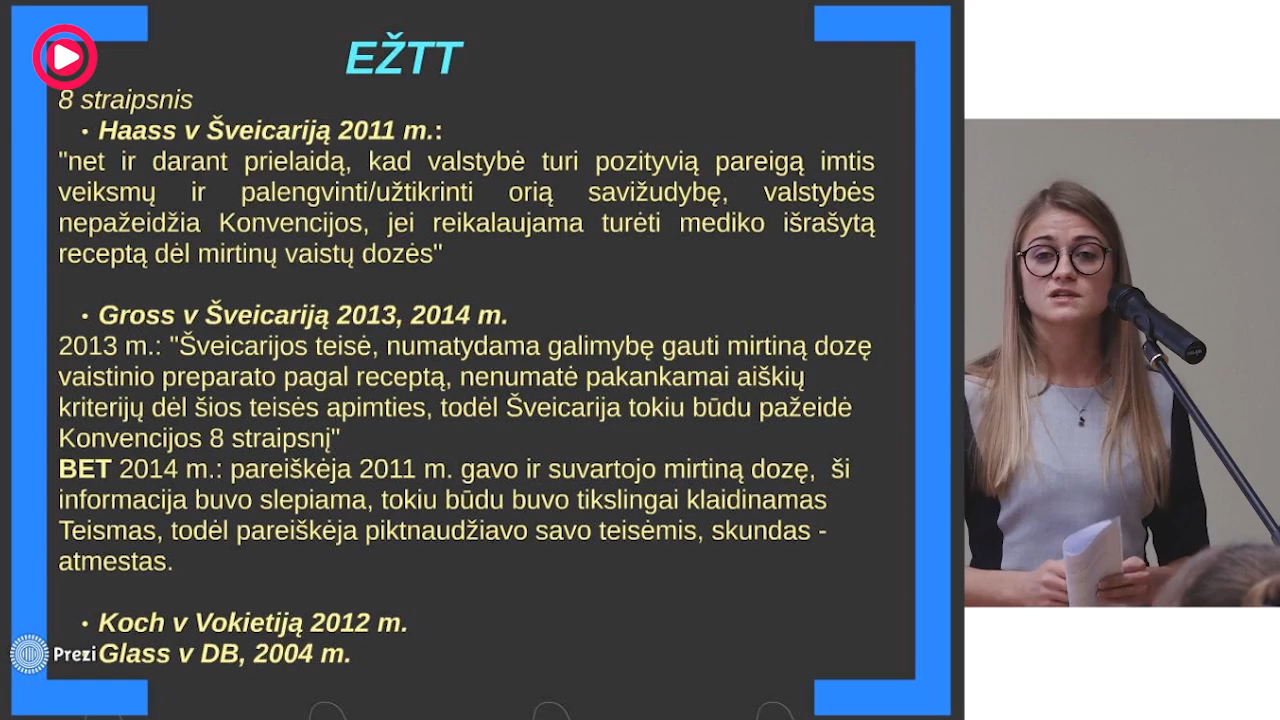 EŽTT
8 straipsnis
• Haass v Šveicariją 2011 m.:
"net ir darant prielaidą, kad valstybė turi pozityvią pareigą imtis
veiksmų ir palengvinti/užtikrinti orią savižudybę, valstybės
nepažeidžia Konvencijos, jei reikalaujama turėti mediko išrašytą
receptą dėl mirtinų vaistų dozės"
• Gross v Šveicariją 2013, 2014 m.
2013 m.: "Šveicarijos teisė, numatydama galimybę gauti mirtiną dozę
vaistinio preparato pagal receptą, nenumatė pakankamai aiškių
kriterijų dėl šios teisės apimties, todėl Šveicarija tokiu būdu pažeidė
Konvencijos 8 straipsnį"
BET 2014 m.: pareiškėja 2011 m. gavo ir suvartojo mirtiną dozę, ši
informacija buvo slepiama, tokiu būdu buvo tikslingai klaidinamas
Teismas, todėl pareiškėja piktnaudžiavo savo teisėmis, skundas -
atmestas.
• Koch v Vokietiją 2012 m.
Glass v DB, 2004 m.
Prezi